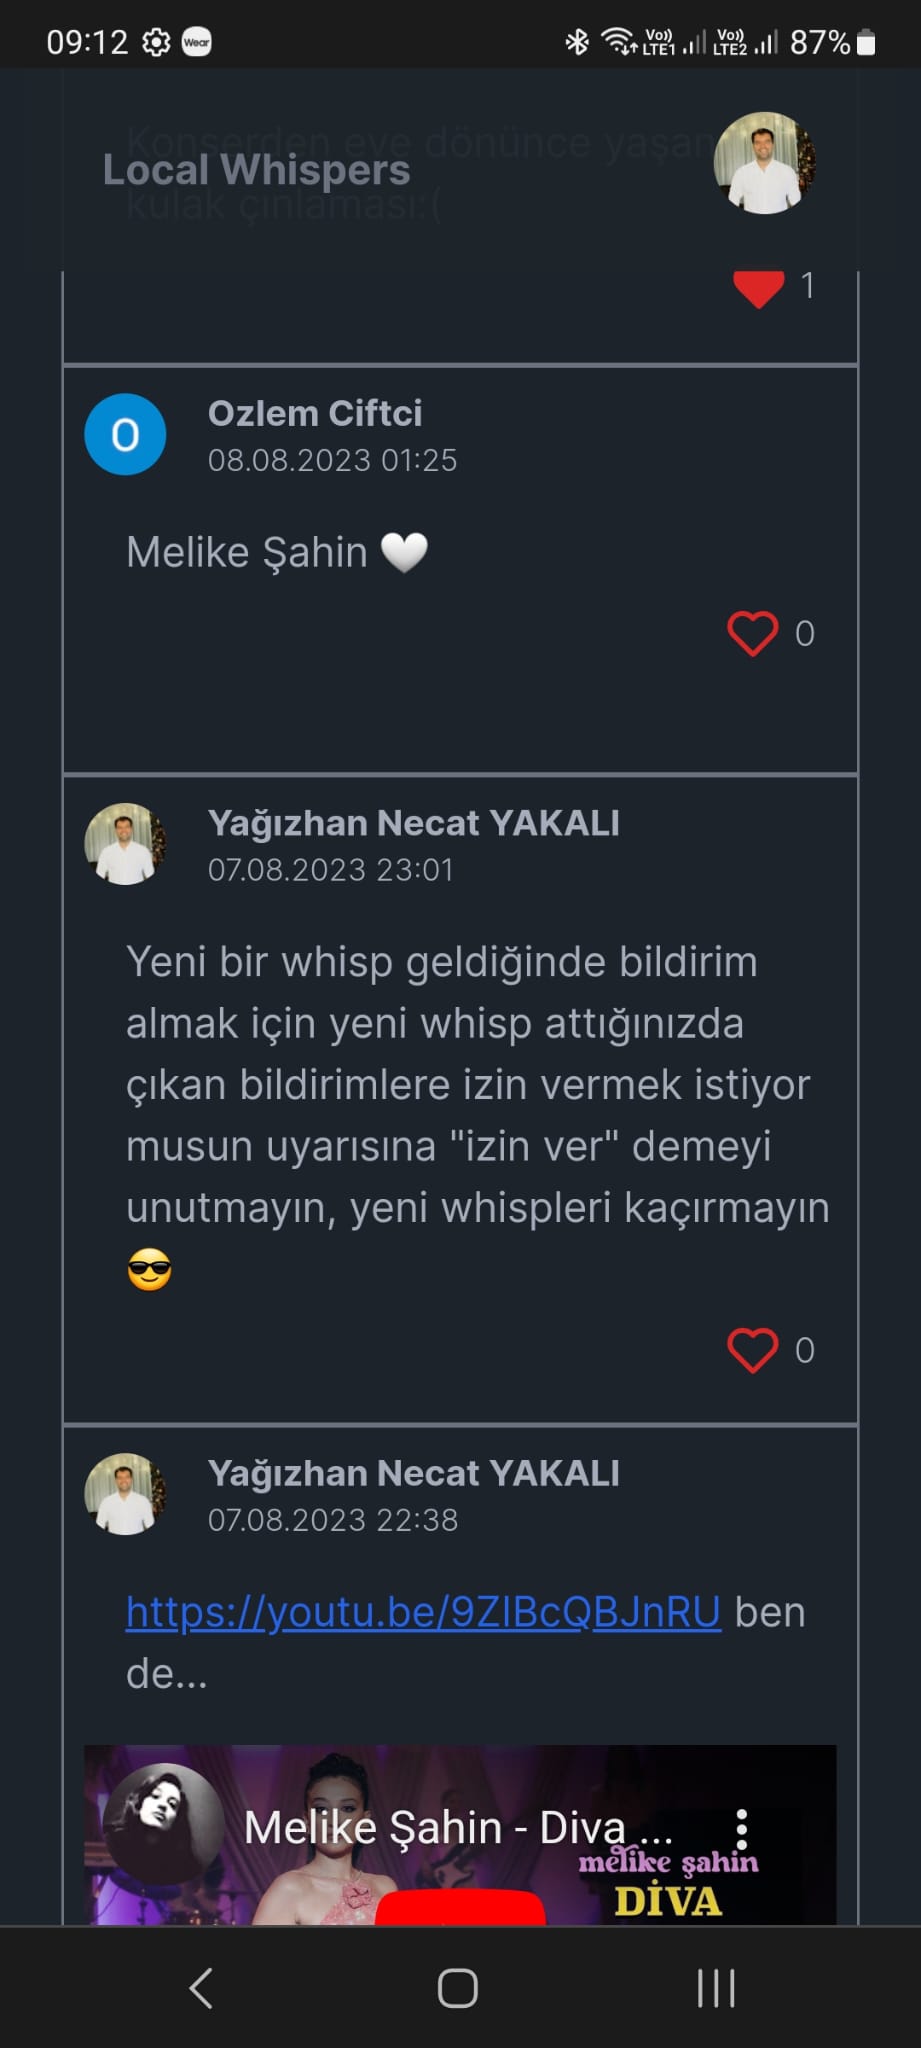 09:12 Wear Vo)) LTE1 Vo)) LTE2 87%
Konserden eve dönünce yaşan
Local Whispers
kulak çınlaması:(
1
O
Ozlem Ciftci
08.08.2023 01:25
Melike Şahin 🤍
0
Yağızhan Necat YAKALI
07.08.2023 23:01
Yeni bir whisp geldiğinde bildirim
almak için yeni whisp attığınızda
çıkan bildirimlere izin vermek istiyor
musun uyarısına "izin ver" demeyi
unutmayın, yeni whispleri kaçırmayın
😎
0
Yağızhan Necat YAKALI
07.08.2023 22:38
https://youtu.be/9ZIBcQBJnRU ben
de...
Melike Şahin - Diva ...
melike şahin
DİVA